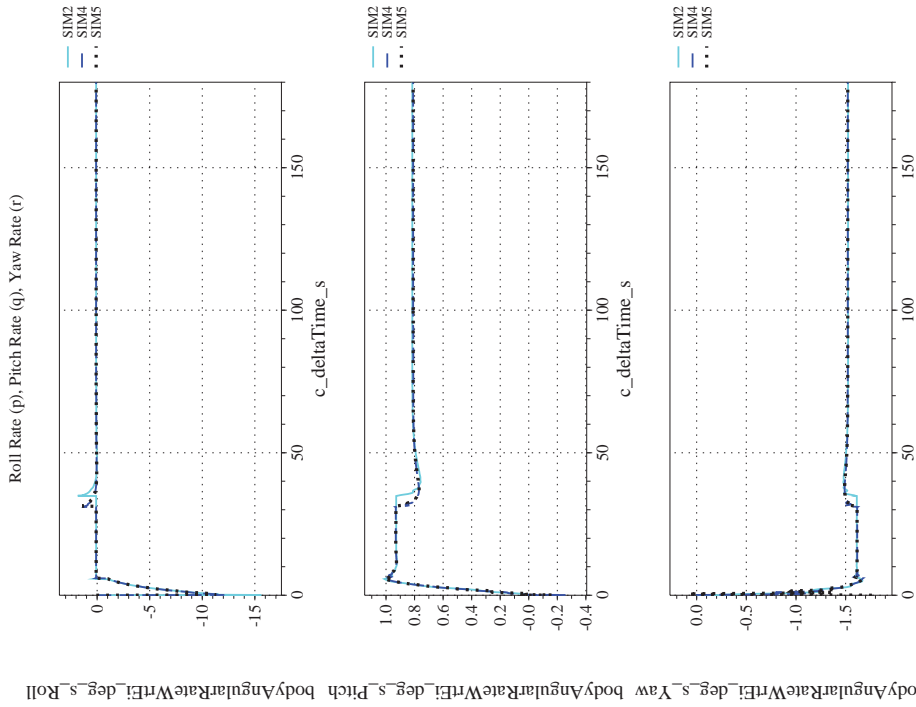 Roll Rate (p), Pitch Rate (q), Yaw Rate (r)
bodyAngularRateWrtEi_deg_s_Roll
0
-5
-10
-15
0
50
100
150
c_deltaTime_s
SIM2
SIM4
SIM5
bodyAngularRateWrtEi_deg_s_Pitch
1.0
0.8
0.6
0.4
0.2
-0.0
-0.2
-0.4
0
50
100
150
c_deltaTime_s
SIM2
SIM4
SIM5
odyAngularRateWrtEi_deg_s_Yaw
0.0
-0.5
-1.0
-1.5
0
50
100
150
SIM2
SIM4
SIM5